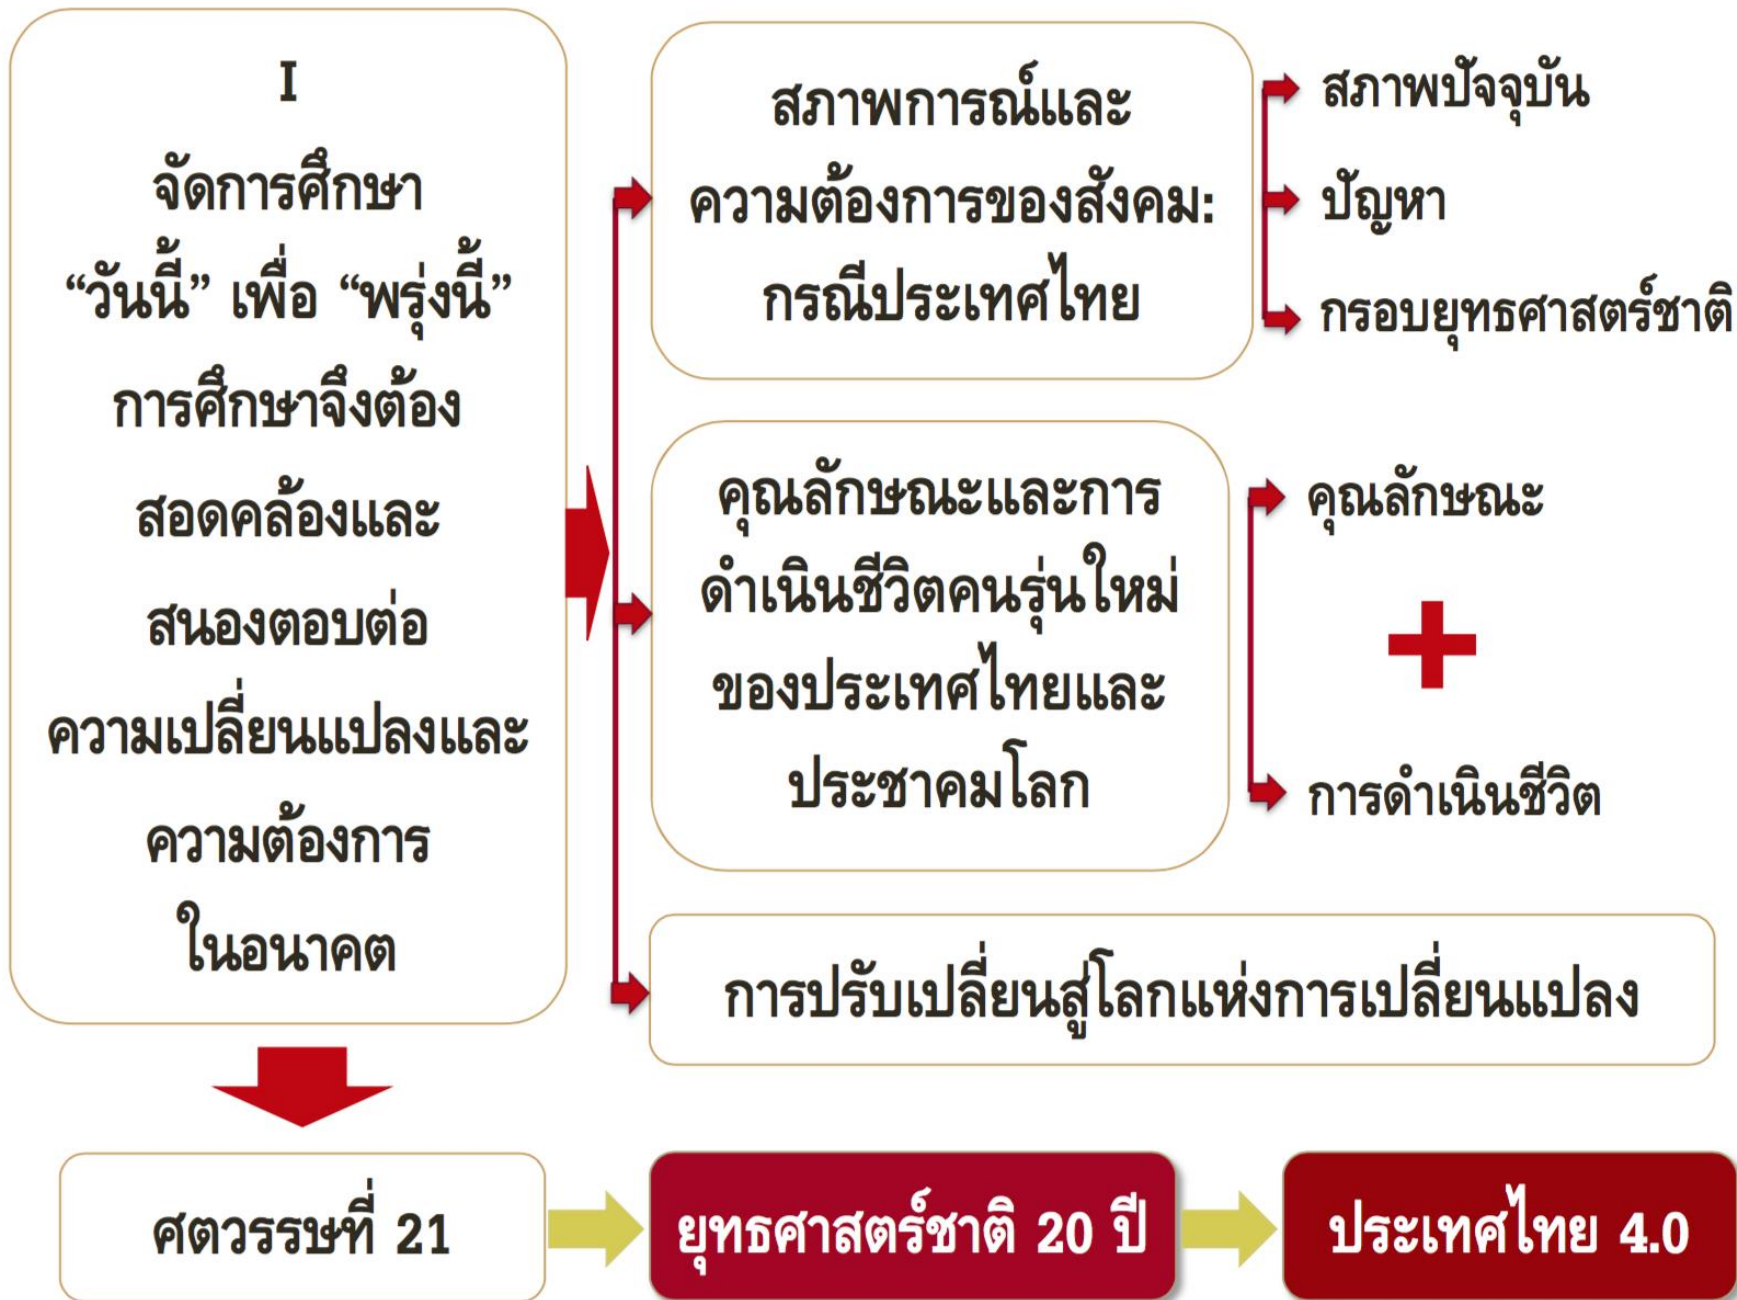 I
จัดการศึกษา
“วันนี้” เพื่อ “พรุ่งนี้”
การศึกษาจึงต้อง
สอดคล้องและ
สนองตอบต่อ
ความเปลี่ยนแปลงและ
ความต้องการ
ในอนาคต
สภาพการณ์และ
ความต้องการของสังคม:
กรณีประเทศไทย
สภาพปัจจุบัน
ปัญหา
กรอบยุทธศาสตร์ชาติ
คุณลักษณะและการ
ดำเนินชีวิตคนรุ่นใหม่
ของประเทศไทยและ
ประชาคมโลก
คุณลักษณะ
การดำเนินชีวิต
การปรับเปลี่ยนสู่โลกแห่งการเปลี่ยนแปลง
ศตวรรษที่ 21
ยุทธศาสตร์ชาติ 20 ปี
ประเทศไทย 4.0